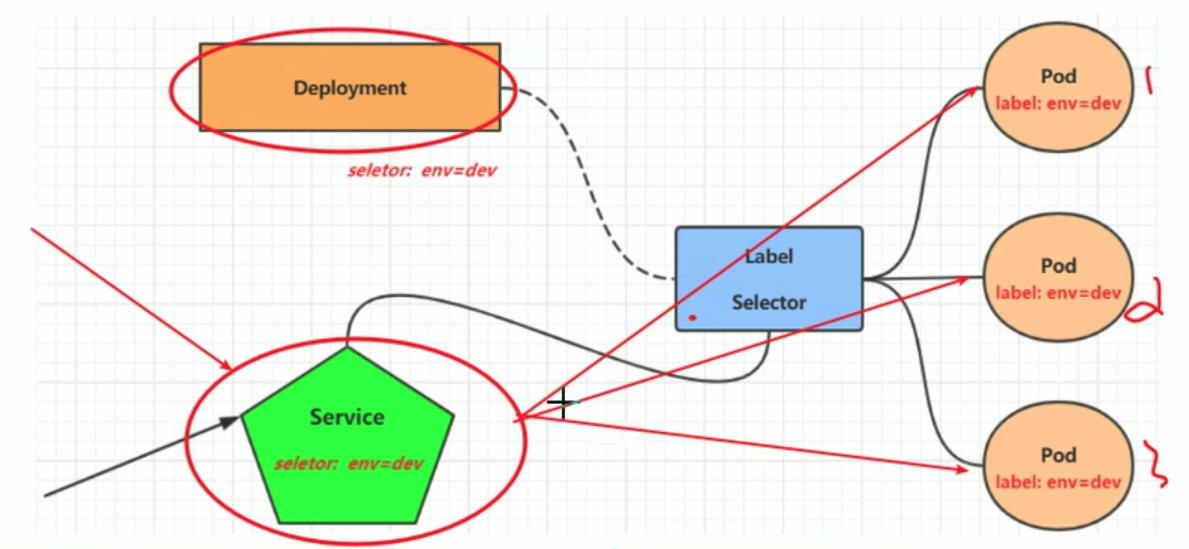 Deployment
seletor: env=dev
Label
Selector
Service
seletor: env=dev
Pod
label: env=dev
1
Pod
label: env=dev
2
Pod
label: env=dev
3